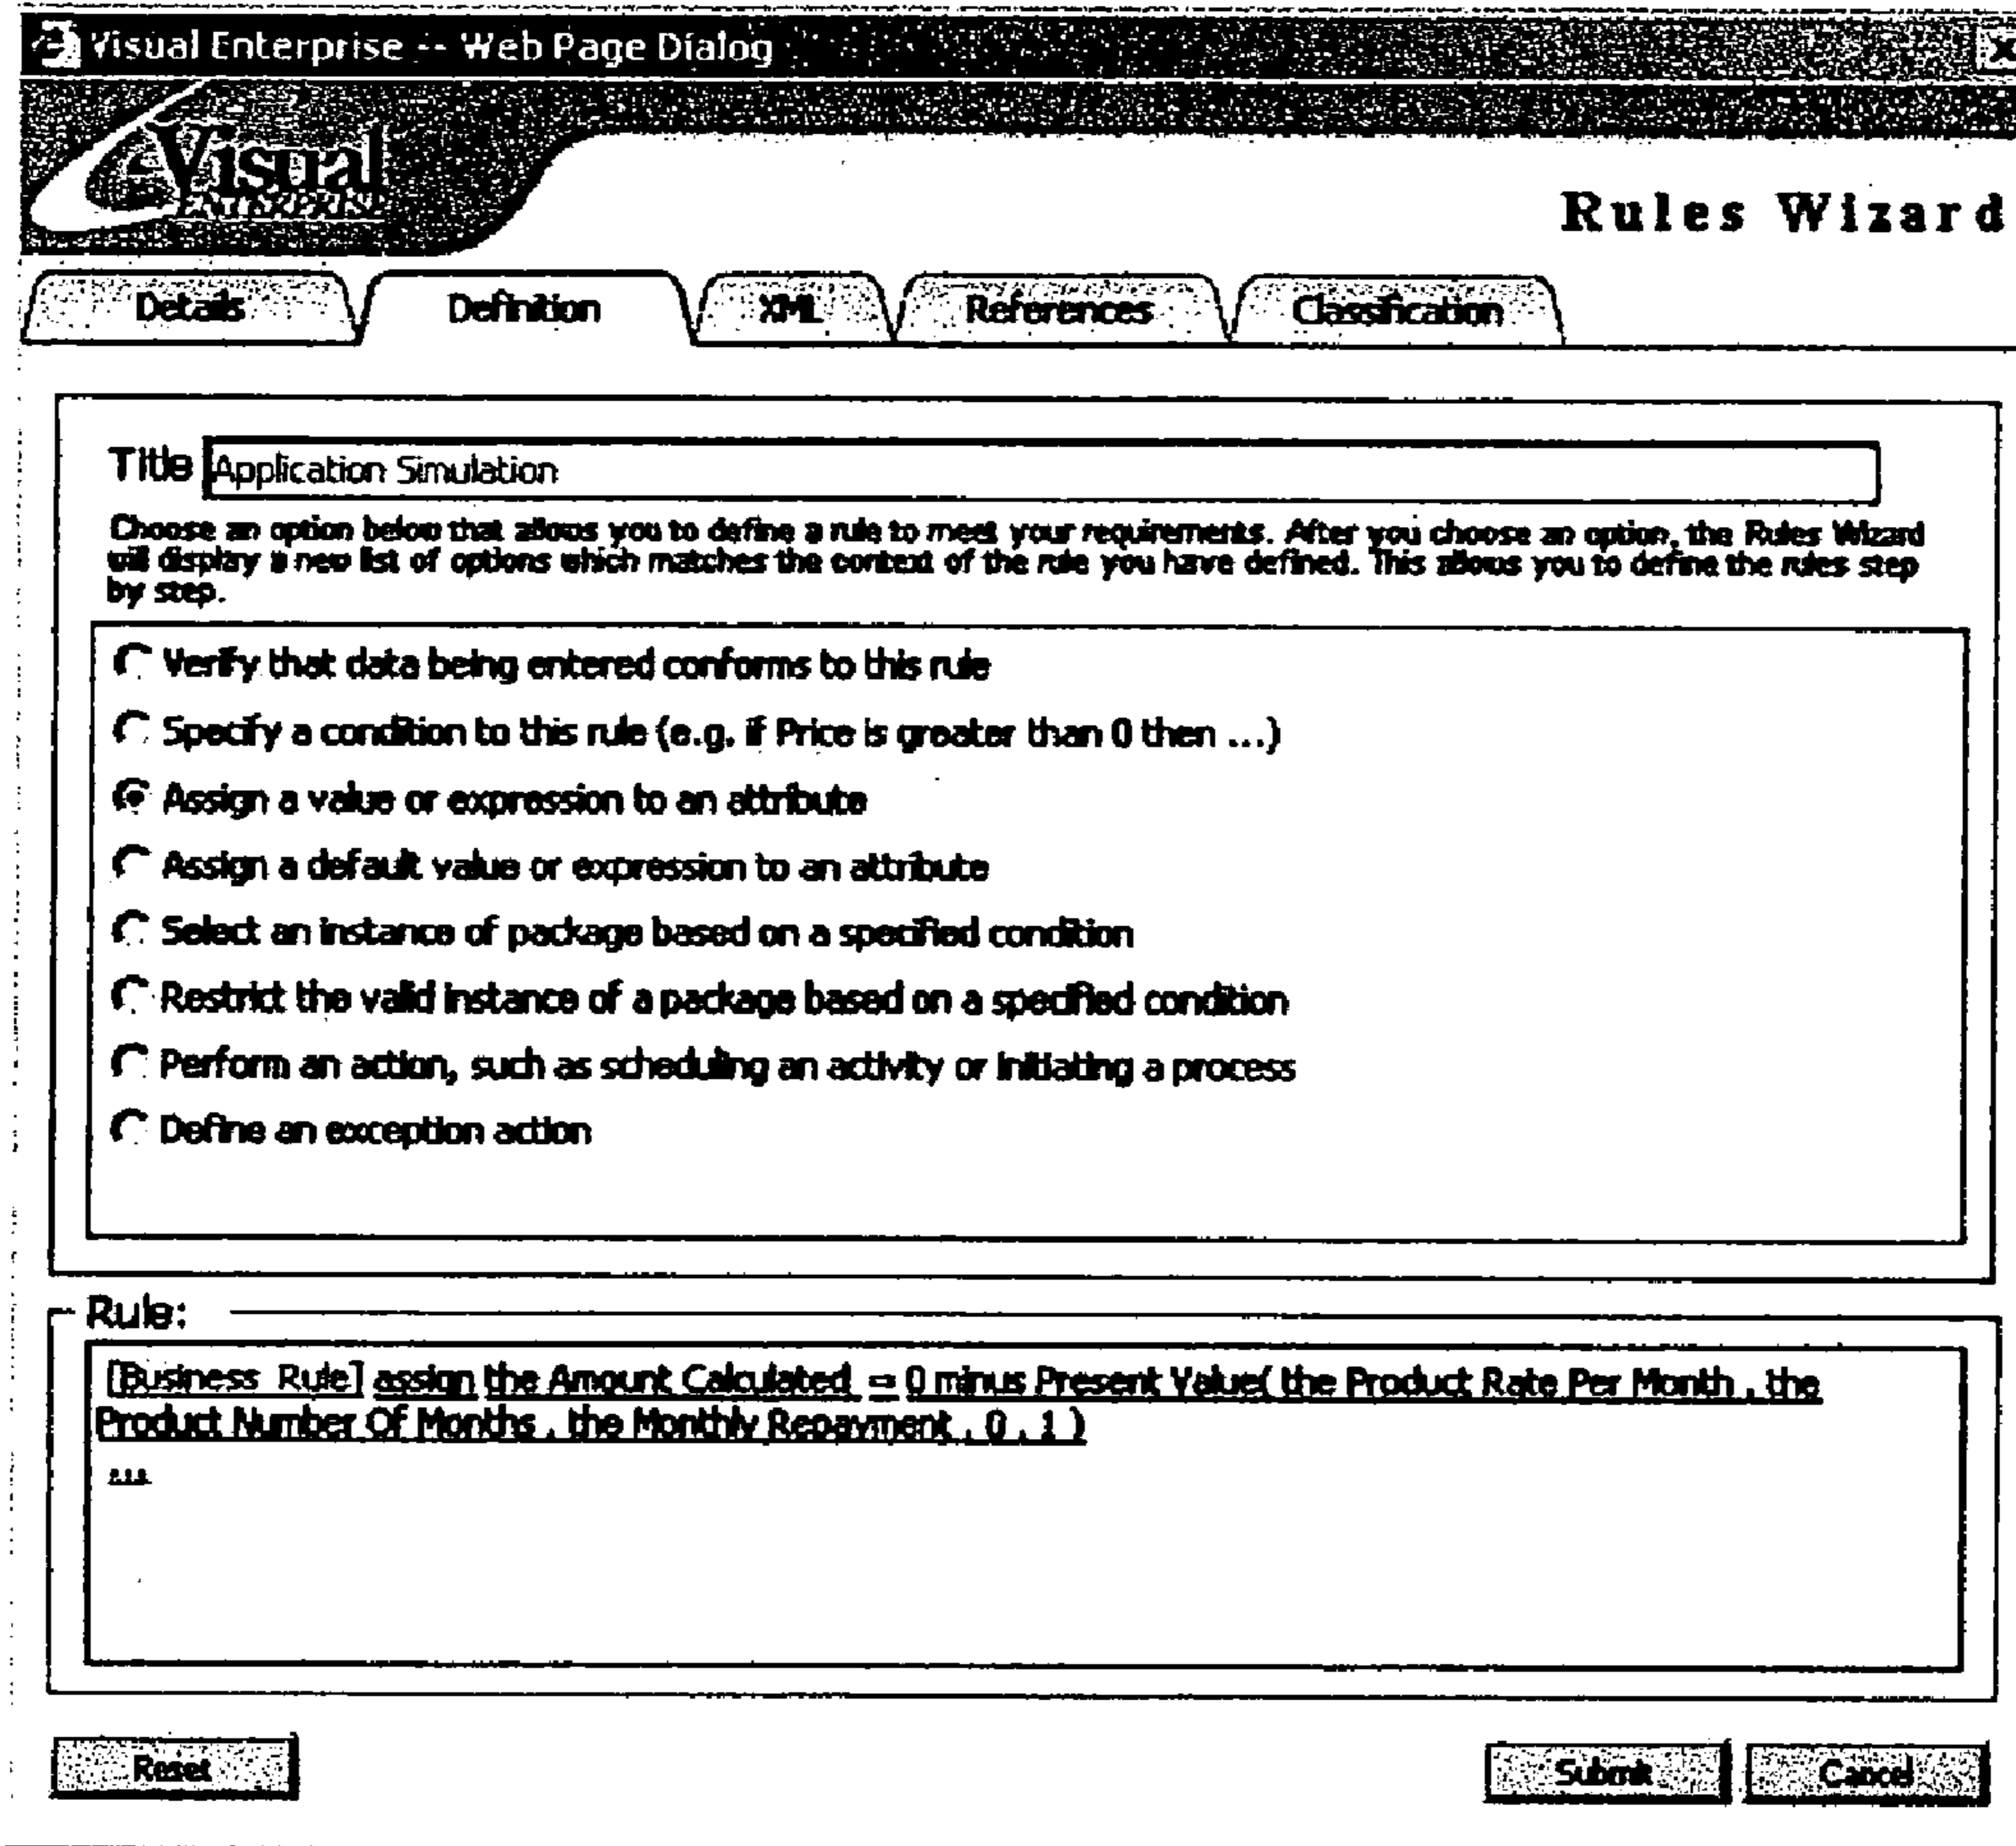 Visual Enterprise -- Web Page Dialog
Visual
ENTERPRISE
Rules Wizard
Details
Definition
XML
References
Classification
Title
Application Simulation
Choose an option below that allows you to define a rule to meet your requirements. After you choose an option, the Rules Wizard
will display a new list of options which matches the context of the rule you have defined. This allows you to define the rules step
by step.
Verify that data being entered conforms to this rule
Specify a condition to this rule (e.g. if Price is greater than 0 then ...)
Assign a value or expression to an attribute
Assign a default value or expression to an attribute
Select an instance of package based on a specified condition
Restrict the valid instance of a package based on a specified condition
Perform an action, such as scheduling an activity or initiating a process
Define an exception action
Rule:
[Business Rule] assign the Amount Calculated = 0 minus Present Value( the Product Rate Per Month , the
Product Number Of Months , the Monthly Repayment , 0 , 1 )
...
Reset
Submit
Cancel